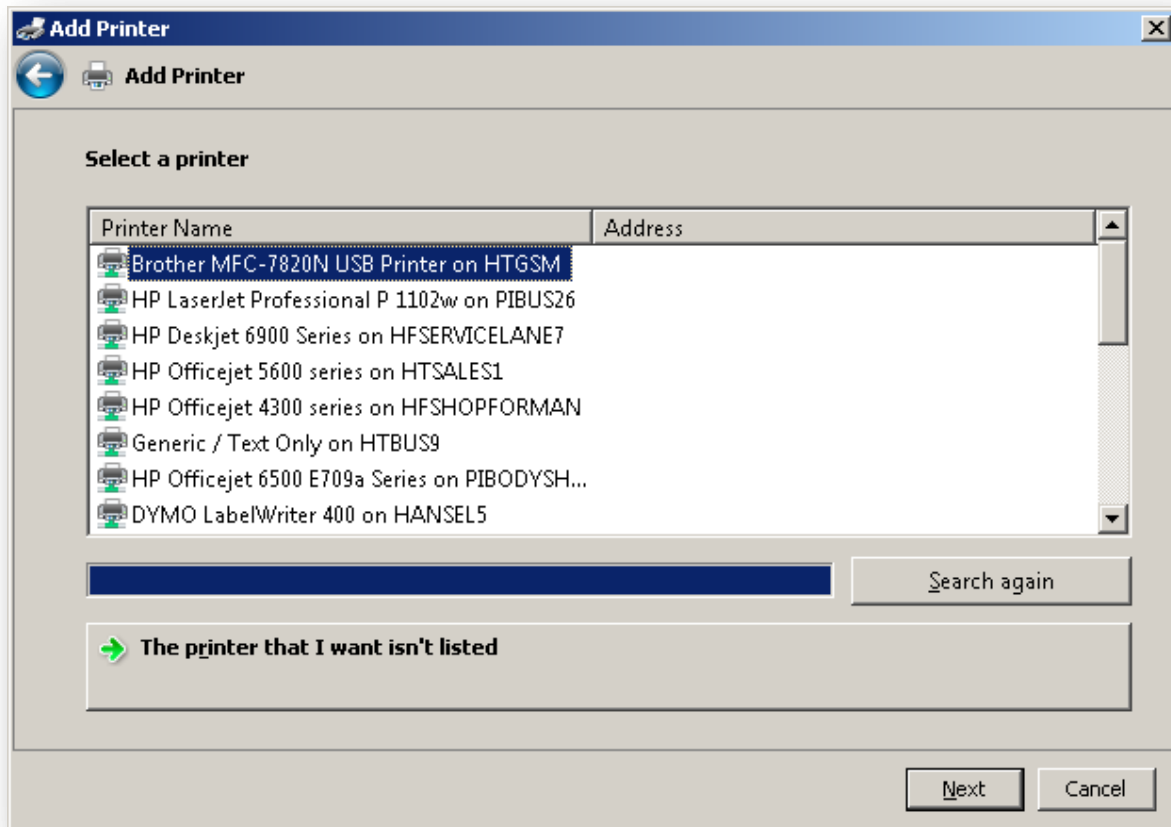 Add Printer
Add Printer
Select a printer
Printer Name Address
Brother MFC-7820N USB Printer on HTGSM
HP LaserJet Professional P 1102w on PIBUS26
HP Deskjet 6900 Series on HFSERVICELANE7
HP Officejet 5600 series on HTSALES1
HP Officejet 4300 series on HFSHOPFORMAN
Generic / Text Only on HTBUS9
HP Officejet 6500 E709a Series on PIBODYSH...
DYMO LabelWriter 400 on HANSEL5
Search again
The printer that I want isn't listed
Next Cancel